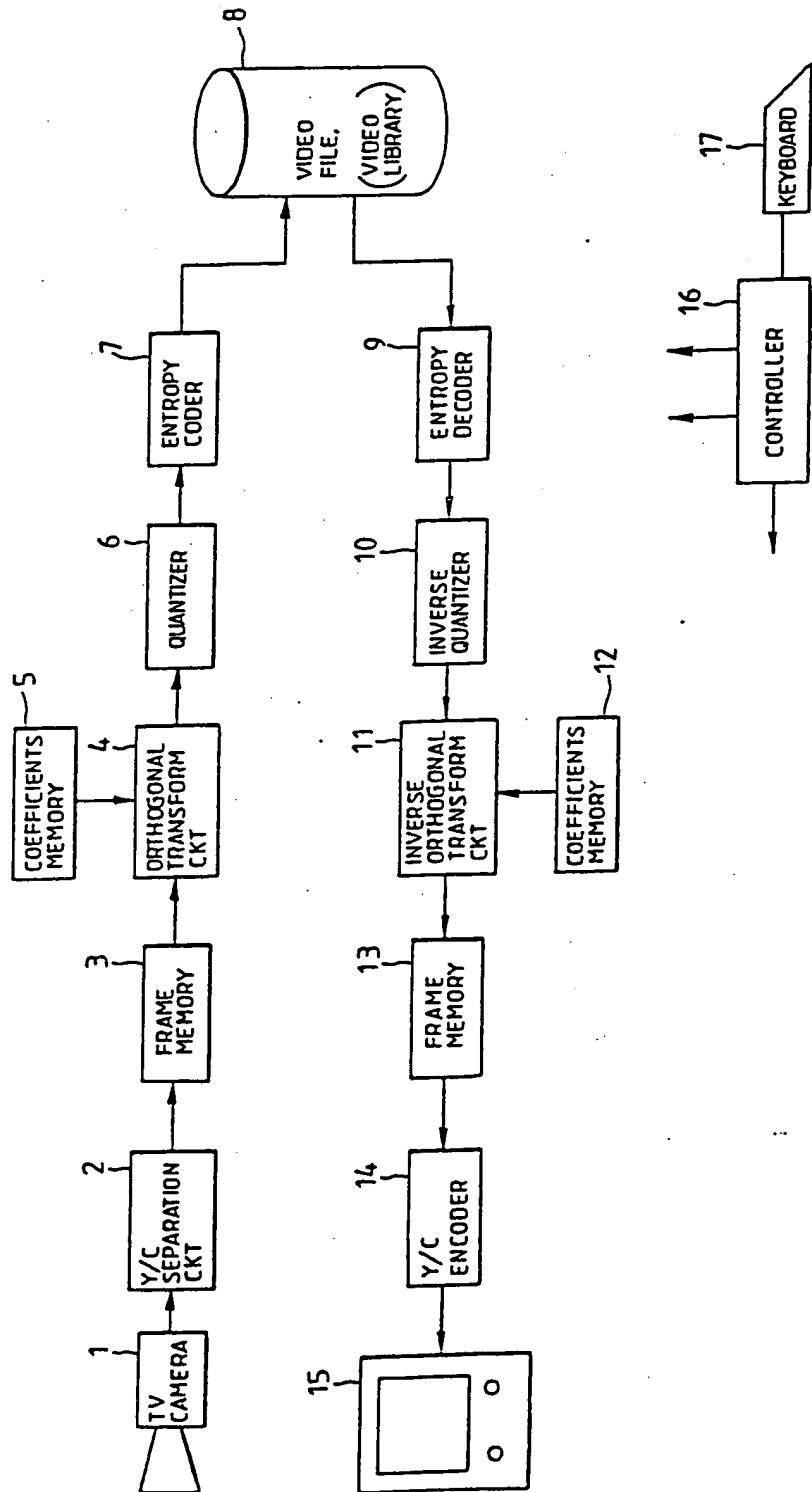 1
TV
CAMERA
2
Y/C
SEPARATION
CKT
3
FRAME
MEMORY
4
ORTHOGONAL
TRANSFORM
CKT
5
COEFFICIENTS
MEMORY
6
QUANTIZER
7
ENTROPY
CODER
8
VIDEO
FILE,
(VIDEO
LIBRARY)
9
ENTROPY
DECODER
10
INVERSE
QUANTIZER
11
INVERSE
ORTHOGONAL
TRANSFORM
CKT
12
COEFFICIENTS
MEMORY
13
FRAME
MEMORY
14
Y/C
ENCODER
15
16
CONTROLLER
17
KEYBOARD